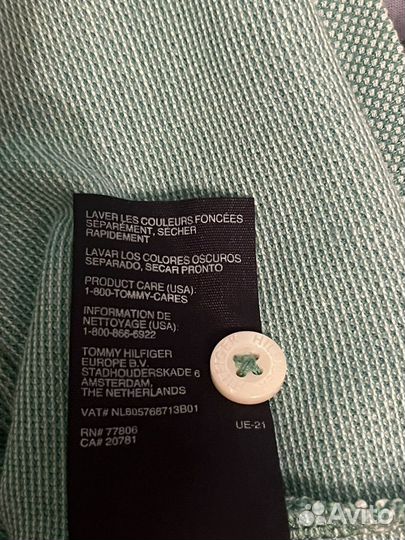 LAVER LES COULEURS FONCÉES
SÉPARÉMENT, SÉCHER
RAPIDEMENT
LAVAR LOS COLORES OSCUROS
SEPARADO, SECAR PRONTO
PRODUCT CARE (USA):
1-800-TOMMY-CARES
INFORMATION DE
NETTOYAGE (USA):
1-800-866-6922
TOMMY HILFIGER
EUROPE B.V.
STADHOUDERSKADE 6
AMSTERDAM,
THE NETHERLANDS
VAT# NL805768713B01
RN# 77806
CA# 20781
UE-21
HILFIGER
Avito